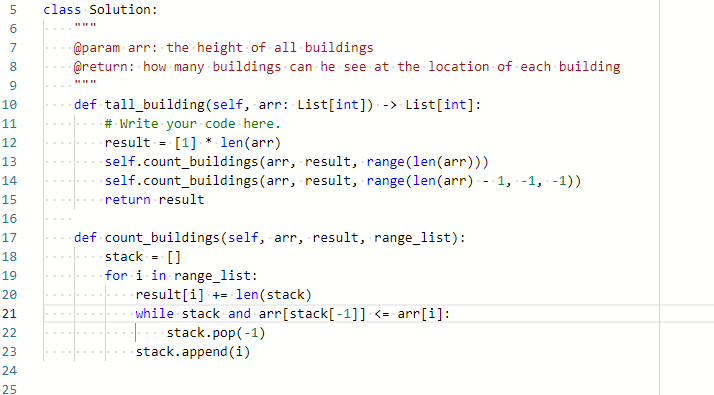 5 class Solution:
6     """
7     @param arr: the height of all buildings
8     @return: how many buildings can he see at the location of each building
9     """
10     def tall_building(self, arr: List[int]) -> List[int]:
11         # Write your code here.
12         result = [1] * len(arr)
13         self.count_buildings(arr, result, range(len(arr)))
14         self.count_buildings(arr, result, range(len(arr) - 1, -1, -1))
15         return result
16
17     def count_buildings(self, arr, result, range_list):
18         stack = []
19         for i in range_list:
20             result[i] += len(stack)
21             while stack and arr[stack[-1]] <= arr[i]:
22                 stack.pop(-1)
23             stack.append(i)
24
25